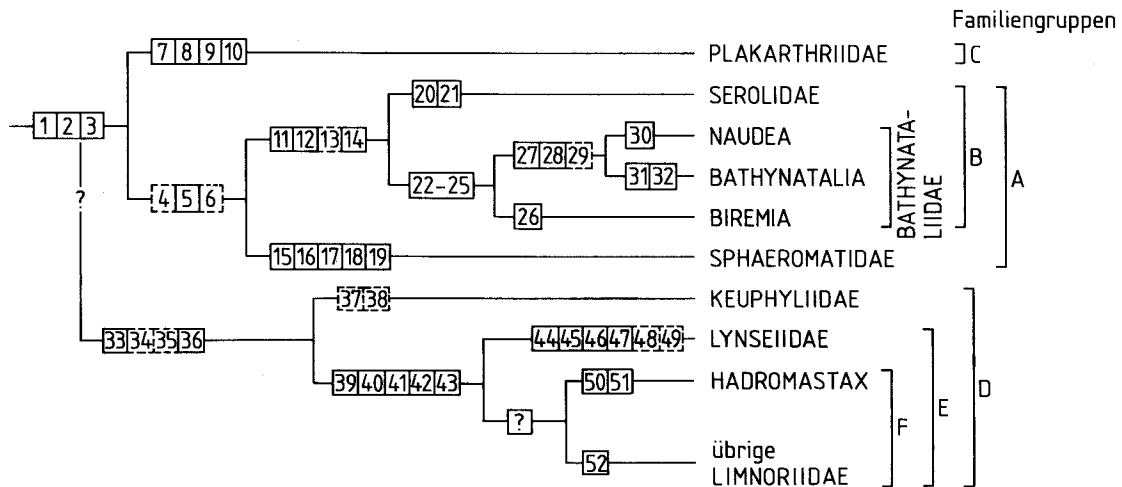 Familiengruppen
7 8 9 10 PLAKARTHRIIDAE C
20 21 SEROLIDAE
1 2 3 11 12 13 14 27 28 29 30 NAUDEA
31 32 BATHYNATALIA
? 4 5 6 22-25 26 BIREMIA
BATHYNATA-
LIIDAE
B
A
15 16 17 18 19 SPHAEROMATIDAE
37 38 KEUPHYLIIDAE
33 34 35 36 44 45 46 47 48 49 LYNSEIIDAE
39 40 41 42 43 50 51 HADROMASTAX
? F E D
52 übrige
LIMNORIIDAE